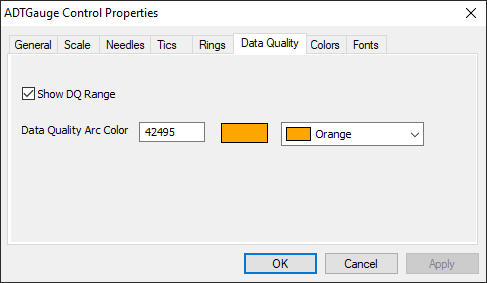 ADTGauge Control Properties
General Scale Needles Tics Rings Data Quality Colors Fonts
Show DQ Range
Data Quality Arc Color 42495 Orange
OK Cancel Apply